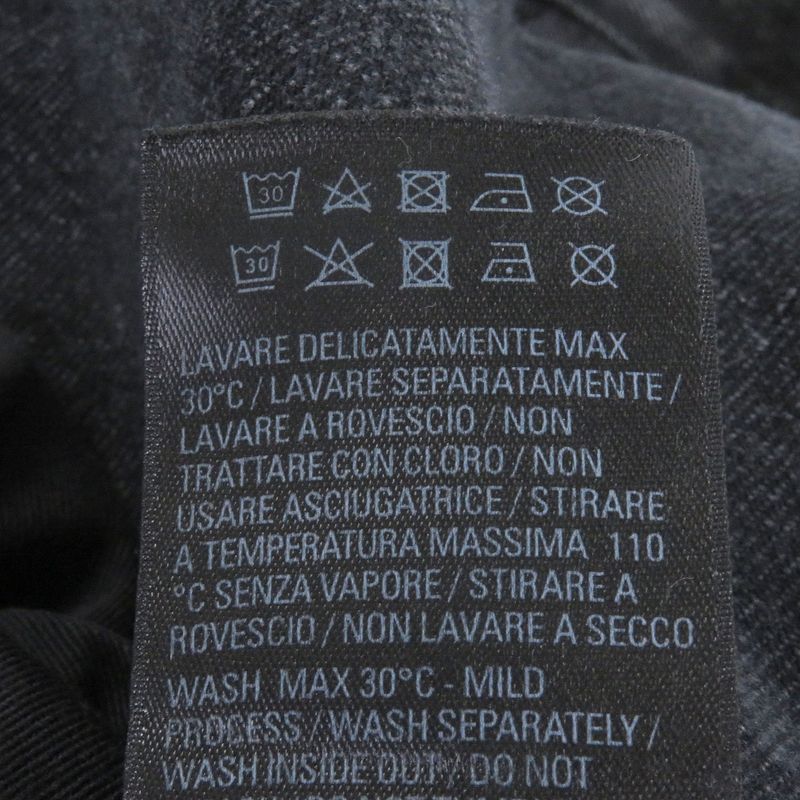 30
30
LAVARE DELICATAMENTE MAX
30°C / LAVARE SEPARATAMENTE /
LAVARE A ROVESCIO / NON
TRATTARE CON CLORO / NON
USARE ASCIUGATRICE / STIRARE
A TEMPERATURA MASSIMA 110
°C SENZA VAPORE / STIRARE A
ROVESCIO / NON LAVARE A SECCO
WASH MAX 30°C - MILD
PROCESS / WASH SEPARATELY /
WASH INSIDE OUT / DO NOT